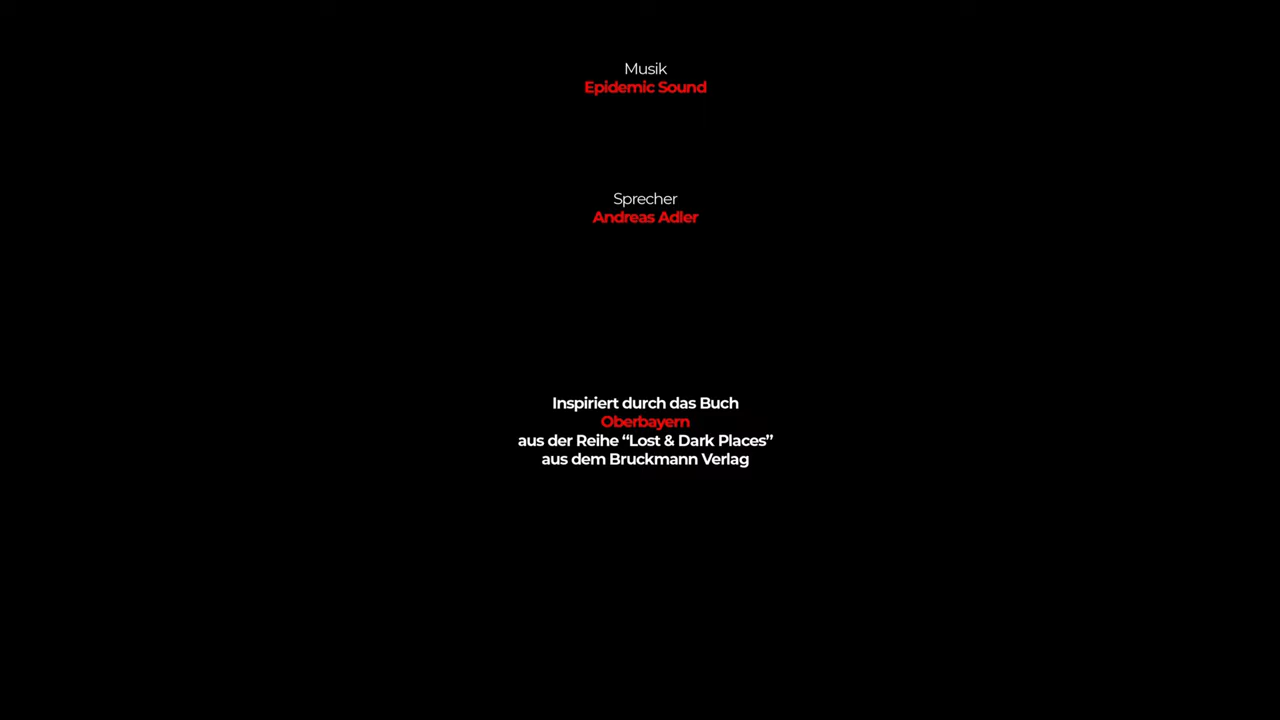 Musik
Epidemic Sound
Sprecher
Andreas Adler
Inspiriert durch das Buch
Oberbayern
aus der Reihe “Lost & Dark Places”
aus dem Bruckmann Verlag